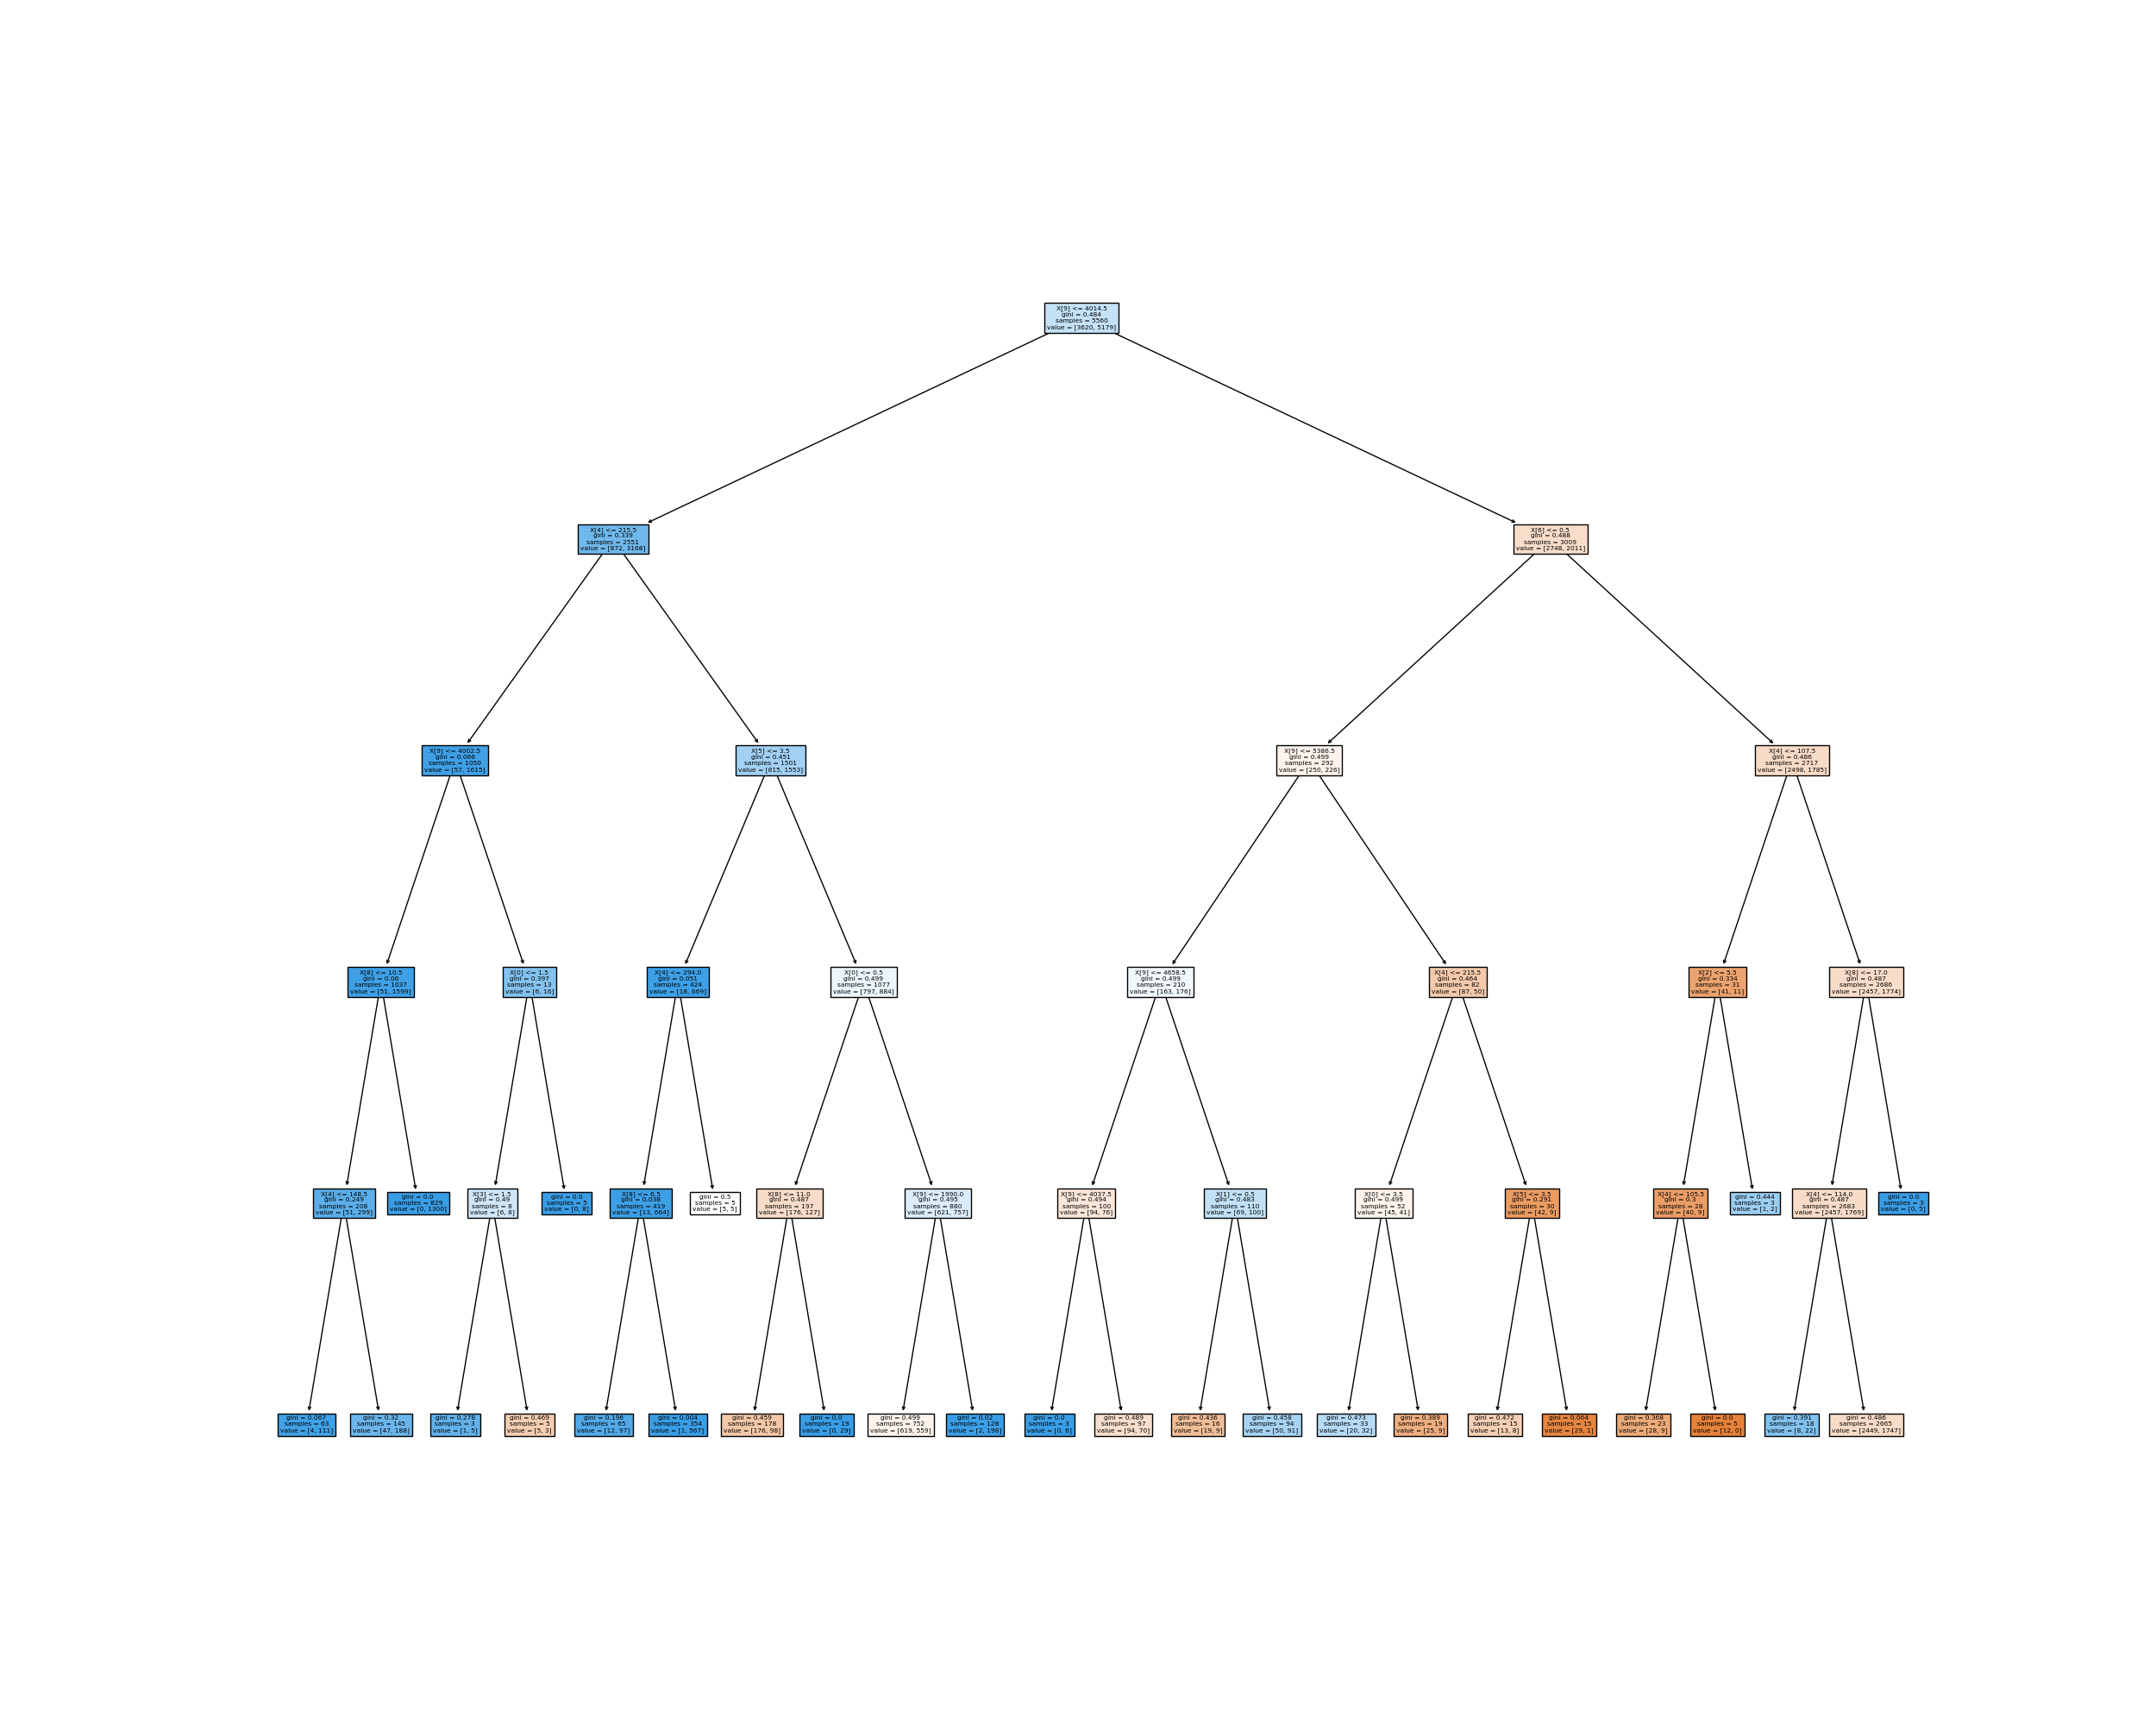 X[9] <= 4014.5
gini = 0.484
samples = 5560
value = [3620, 5179]
X[4] <= 215.5
gini = 0.339
samples = 2551
value = [872, 3168]
X[6] <= 0.5
gini = 0.488
samples = 3009
value = [2748, 2011]
X[9] <= 4002.5
gini = 0.066
samples = 1050
value = [57, 1615]
X[5] <= 3.5
gini = 0.451
samples = 1501
value = [815, 1553]
X[9] <= 5386.5
gini = 0.499
samples = 292
value = [250, 226]
X[4] <= 107.5
gini = 0.486
samples = 2717
value = [2498, 1785]
X[8] <= 10.5
gini = 0.06
samples = 1037
value = [51, 1599]
X[0] <= 1.5
gini = 0.397
samples = 13
value = [6, 16]
X[4] <= 294.0
gini = 0.051
samples = 424
value = [18, 669]
X[0] <= 0.5
gini = 0.499
samples = 1077
value = [797, 884]
X[9] <= 4658.5
gini = 0.499
samples = 210
value = [163, 176]
X[4] <= 215.5
gini = 0.464
samples = 82
value = [87, 50]
X[2] <= 5.5
gini = 0.334
samples = 31
value = [41, 11]
X[8] <= 17.0
gini = 0.487
samples = 2686
value = [2457, 1774]
X[4] <= 148.5
gini = 0.249
samples = 208
value = [51, 299]
gini = 0.0
samples = 829
value = [0, 1300]
X[3] <= 1.5
gini = 0.49
samples = 8
value = [6, 8]
gini = 0.0
samples = 5
value = [0, 8]
X[8] <= 6.5
gini = 0.038
samples = 419
value = [13, 664]
gini = 0.5
samples = 5
value = [5, 5]
X[8] <= 11.0
gini = 0.487
samples = 197
value = [176, 127]
X[9] <= 1990.0
gini = 0.495
samples = 880
value = [621, 757]
X[9] <= 4037.5
gini = 0.494
samples = 100
value = [94, 76]
X[1] <= 0.5
gini = 0.483
samples = 110
value = [69, 100]
X[0] <= 3.5
gini = 0.499
samples = 52
value = [45, 41]
X[5] <= 3.5
gini = 0.291
samples = 30
value = [42, 9]
X[4] <= 105.5
gini = 0.3
samples = 28
value = [40, 9]
gini = 0.444
samples = 3
value = [1, 2]
X[4] <= 114.0
gini = 0.487
samples = 2683
value = [2457, 1769]
gini = 0.0
samples = 3
value = [0, 5]
gini = 0.067
samples = 63
value = [4, 111]
gini = 0.32
samples = 145
value = [47, 188]
gini = 0.278
samples = 3
value = [1, 5]
gini = 0.469
samples = 5
value = [5, 3]
gini = 0.196
samples = 65
value = [12, 97]
gini = 0.004
samples = 354
value = [1, 567]
gini = 0.459
samples = 178
value = [176, 98]
gini = 0.0
samples = 19
value = [0, 29]
gini = 0.499
samples = 752
value = [619, 559]
gini = 0.02
samples = 128
value = [2, 198]
gini = 0.0
samples = 3
value = [0, 6]
gini = 0.489
samples = 97
value = [94, 70]
gini = 0.436
samples = 16
value = [19, 9]
gini = 0.458
samples = 94
value = [50, 91]
gini = 0.473
samples = 33
value = [20, 32]
gini = 0.389
samples = 19
value = [25, 9]
gini = 0.472
samples = 15
value = [13, 8]
gini = 0.064
samples = 15
value = [29, 1]
gini = 0.368
samples = 23
value = [28, 9]
gini = 0.0
samples = 5
value = [12, 0]
gini = 0.391
samples = 18
value = [8, 22]
gini = 0.486
samples = 2665
value = [2449, 1747]